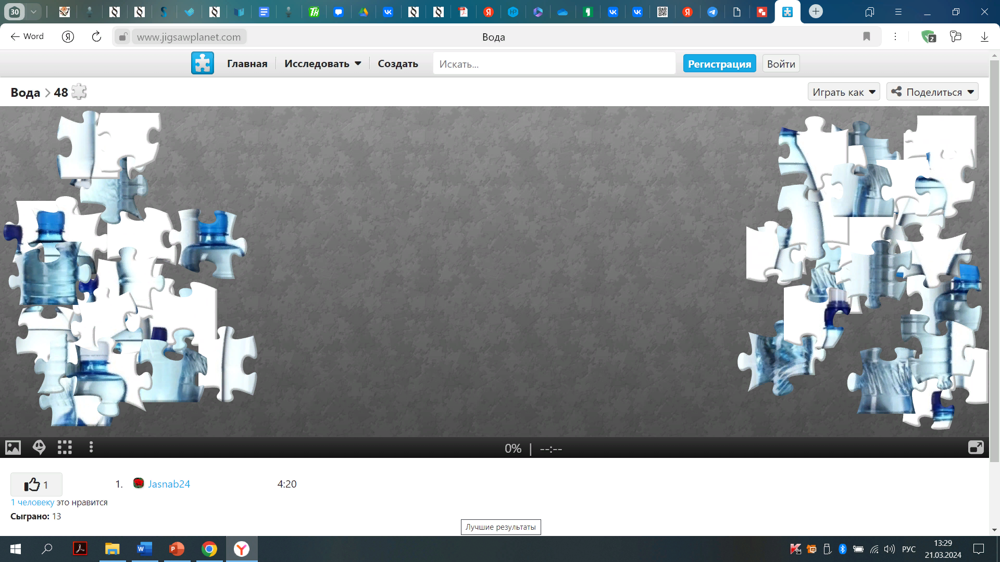 30
Word
www.jigsawplanet.com
Вода
2
Главная
Исследовать
Создать
Искать...
Регистрация
Войти
Вода > 48
Играть как
Поделиться
0% | --:--
1
1. Jasnab24 4:20
1 человеку это нравится
Сыграно: 13
Лучшие результаты
РУС
13:29
21.03.2024